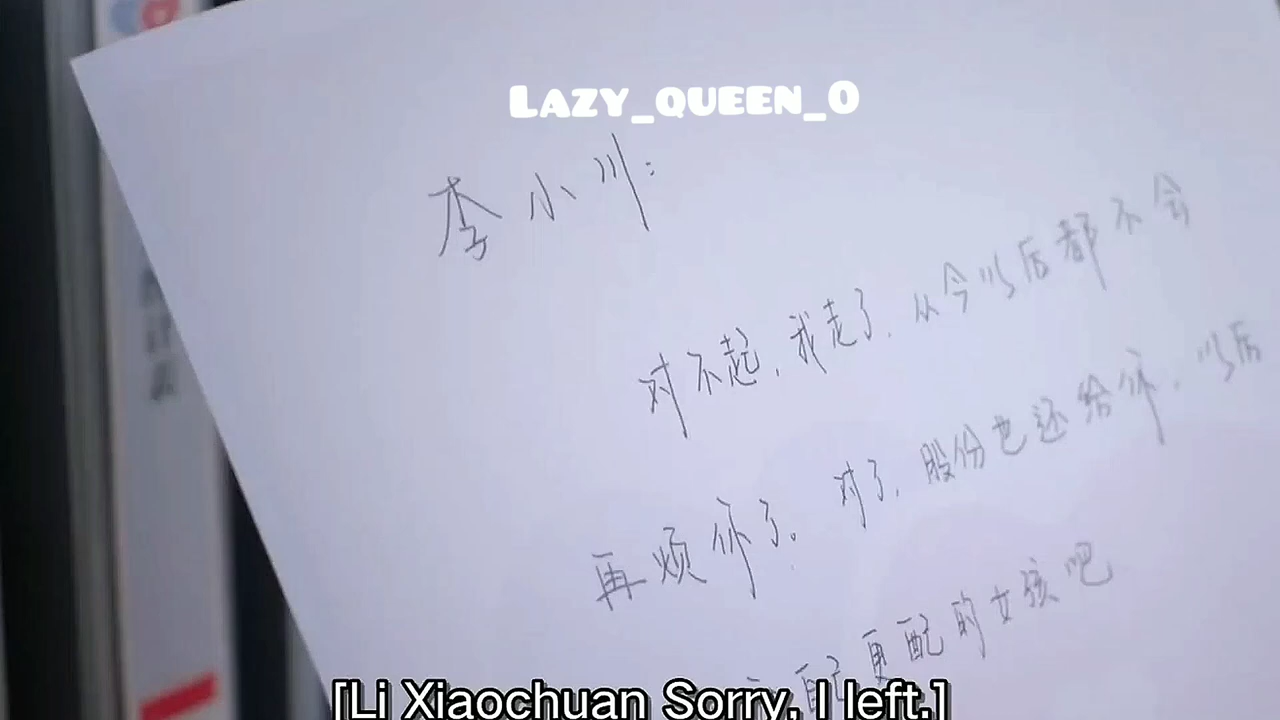 LAZY_QUEEN_0
李小川：
对不起，我走了，从今以后都不会
再烦你了。对了，股份也还给你，以后
配更配的女孩吧
[Li Xiaochuan Sorry, I left.]